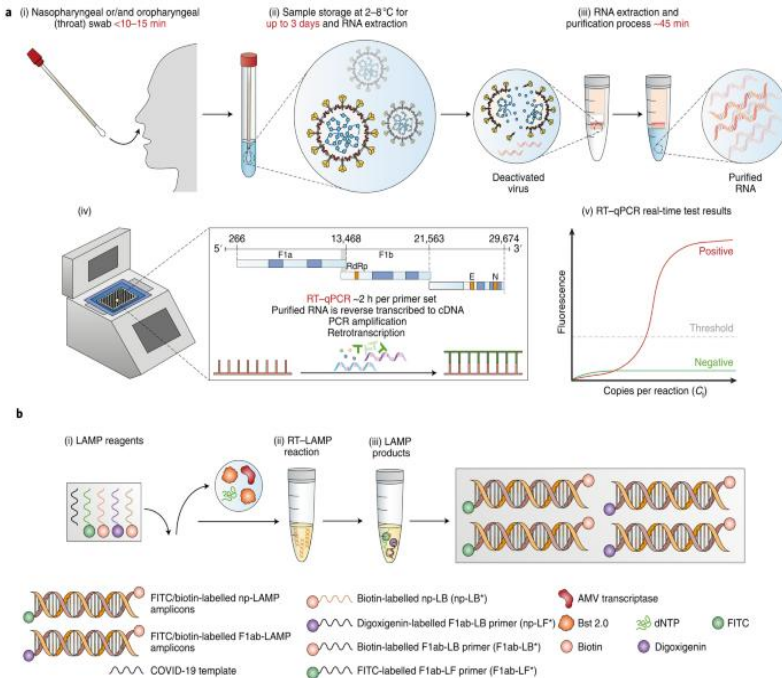 a
(i) Nasopharyngeal or/and oropharyngeal
(throat) swab <10–15 min
(ii) Sample storage at 2–8 °C for
up to 3 days and RNA extraction
(iii) RNA extraction and
purification process ~45 min
Deactivated
virus
Purified
RNA
(iv)
266
13,468
21,563
29,674
5′
3′
F1a
F1b
RdRp
E
N
RT–qPCR ~2 h per primer set
Purified RNA is reverse transcribed to cDNA
PCR amplification
Retrotranscription
(v) RT–qPCR real-time test results
Fluorescence
Positive
Threshold
Negative
Copies per reaction (Ct)
b
(i) LAMP reagents
(ii) RT–LAMP
reaction
(iii) LAMP
products
FITC/biotin-labelled np-LAMP
amplicons
FITC/biotin-labelled F1ab-LAMP
amplicons
COVID-19 template
Biotin-labelled np-LB (np-LB*)
Digoxigenin-labelled F1ab-LB primer (np-LF*)
Biotin-labelled F1ab-LB primer (F1ab-LB*)
FITC-labelled F1ab-LF primer (F1ab-LF*)
AMV transcriptase
Bst 2.0
dNTP
FITC
Biotin
Digoxigenin